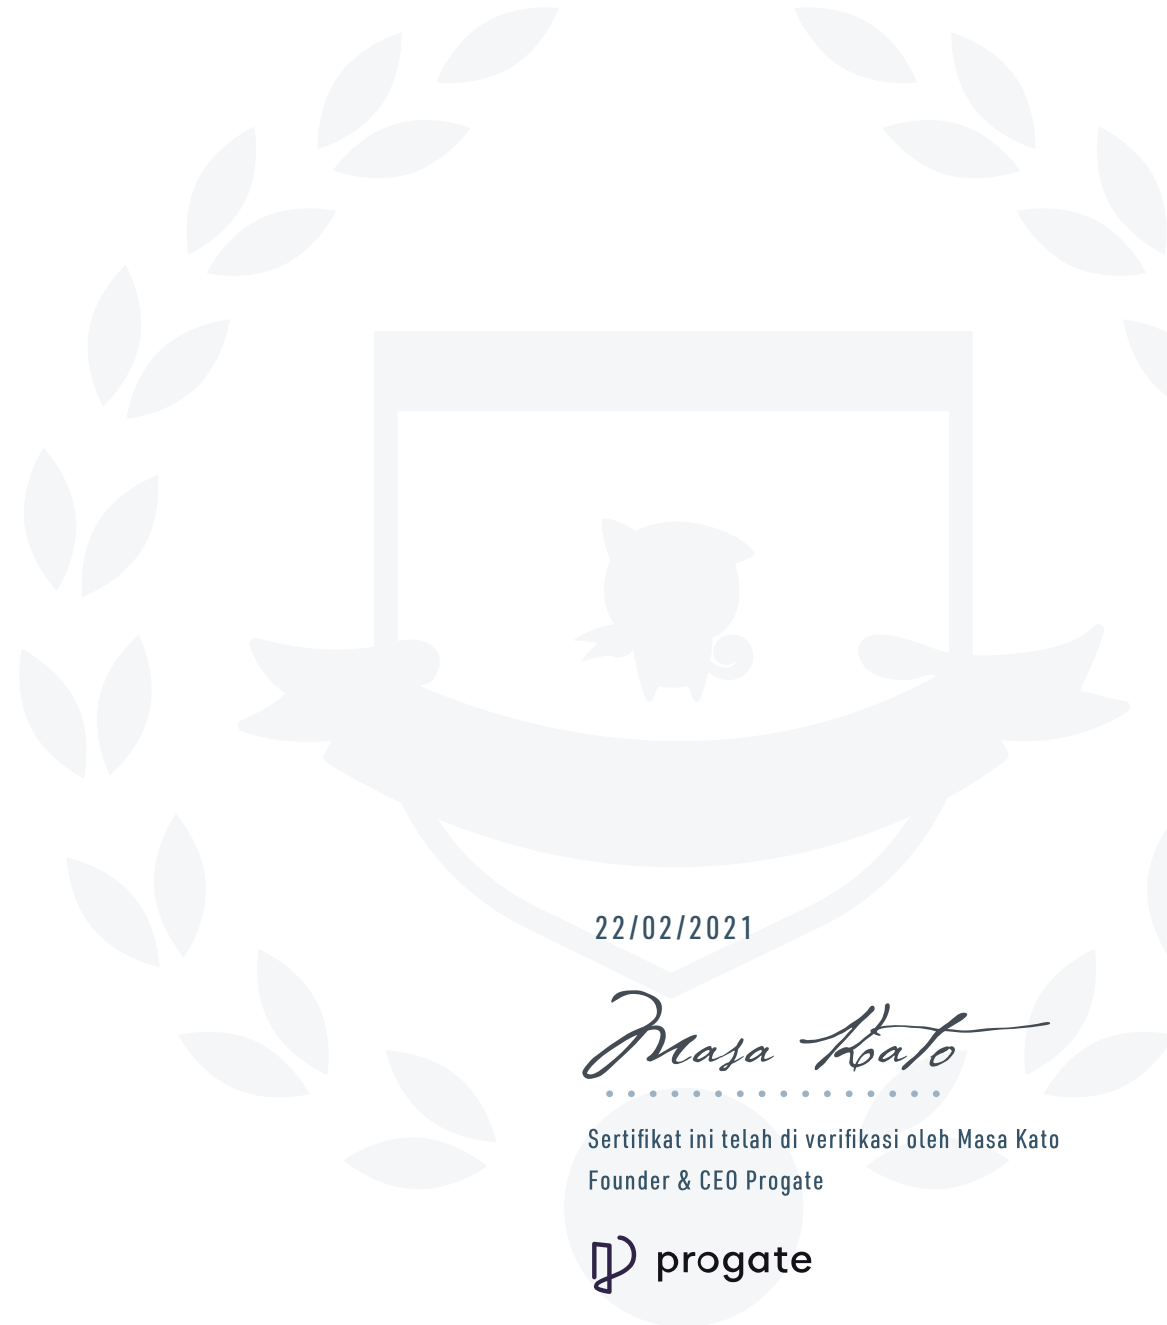 22/02/2021
Masa Kato
Sertifikat ini telah di verifikasi oleh Masa Kato
Founder & CEO Progate
progate